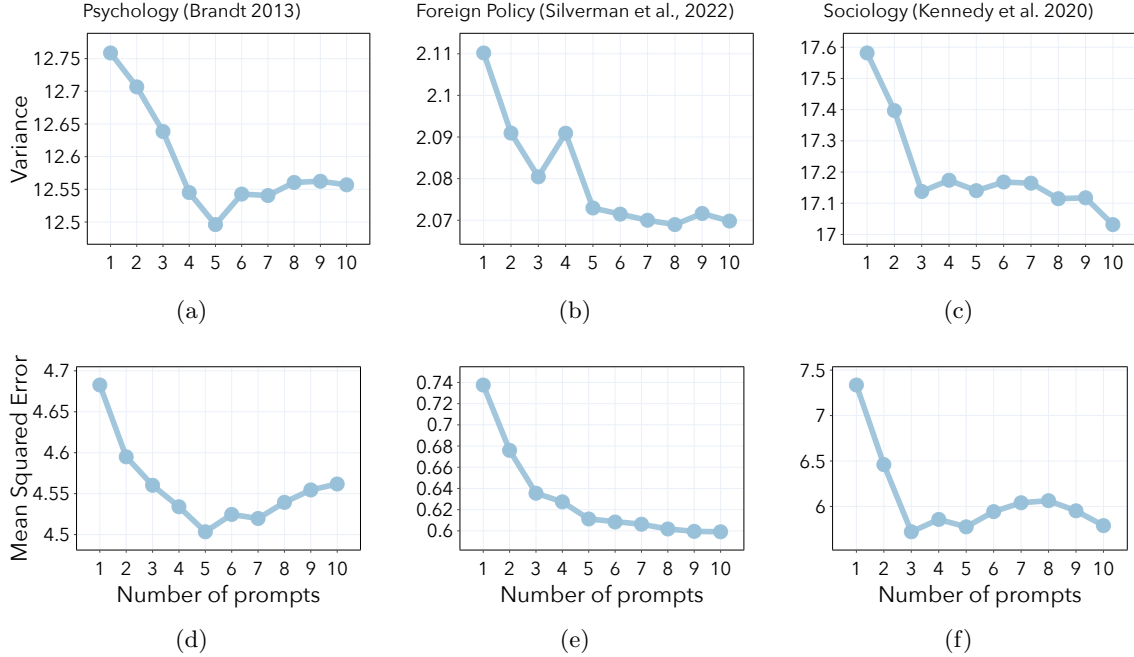 Psychology (Brandt 2013)
Foreign Policy (Silverman et al., 2022)
Sociology (Kennedy et al. 2020)
Variance
12.75
12.7
12.65
12.6
12.55
12.5
1 2 3 4 5 6 7 8 9 10
(a)
2.11
2.1
2.09
2.08
2.07
1 2 3 4 5 6 7 8 9 10
(b)
17.6
17.5
17.4
17.3
17.2
17.1
17
1 2 3 4 5 6 7 8 9 10
(c)
Mean Squared Error
4.7
4.65
4.6
4.55
4.5
1 2 3 4 5 6 7 8 9 10
Number of prompts
(d)
0.74
0.72
0.7
0.68
0.66
0.64
0.62
0.6
1 2 3 4 5 6 7 8 9 10
Number of prompts
(e)
7.5
7
6.5
6
1 2 3 4 5 6 7 8 9 10
Number of prompts
(f)